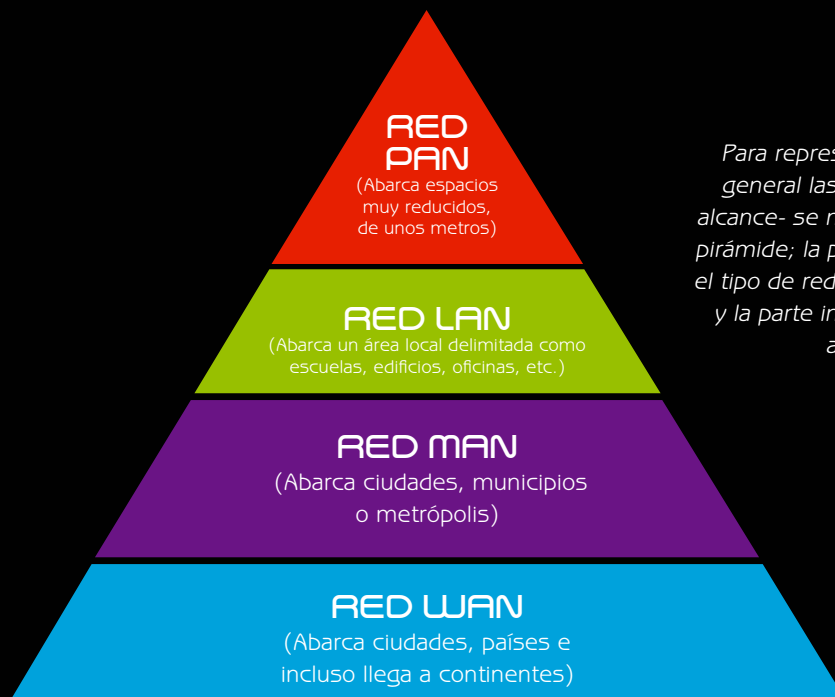 RED
PAN
(Abarca espacios
muy reducidos,
de unos metros)
RED LAN
(Abarca un área local delimitada como
escuelas, edificios, oficinas, etc.)
RED MAN
(Abarca ciudades, municipios
o metrópolis)
RED WAN
(Abarca ciudades, países e
incluso llega a continentes)
Para
general las
alcance- se
pirámide; la
el tipo de red
y la parte